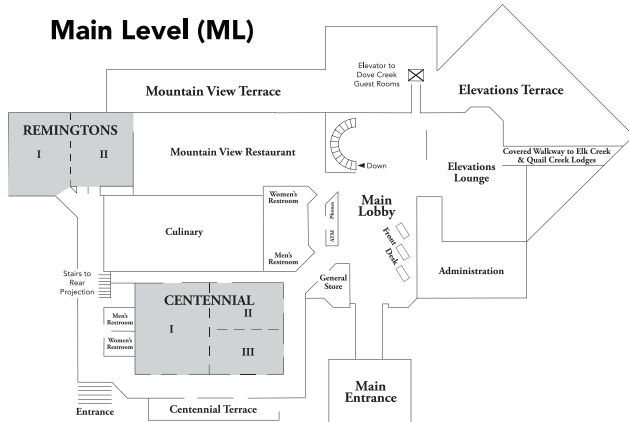 Main Level (ML)
Elevator to
Dove Creek
Guest Rooms
Mountain View Terrace
Elevations Terrace
REMINGTONS
I
II
Mountain View Restaurant
Down
Covered Walkway to Elk Creek
& Quail Creek Lodges
Elevations
Lounge
Women's
Restroom
Phones
Main
Lobby
Culinary
ATM
Front
Desk
Men's
Restroom
Stairs to
Rear
Projection
General
Store
Administration
CENTENNIAL
I
II
III
Men's
Restroom
Women's
Restroom
Main
Entrance
Entrance
Centennial Terrace